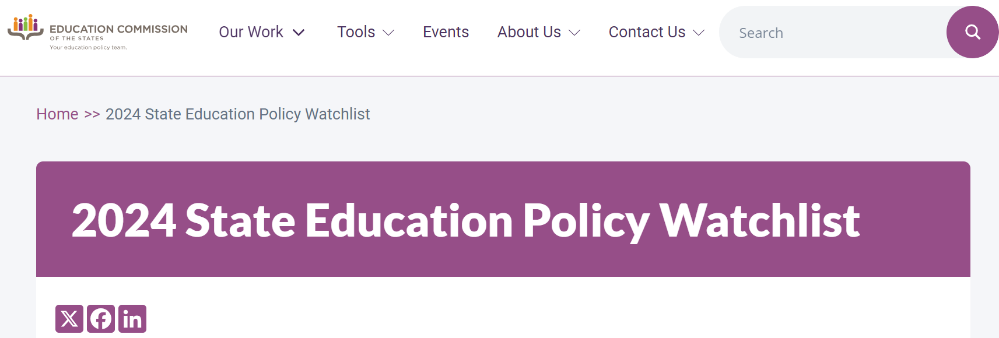 EDUCATION COMMISSION
OF THE STATES
Your education policy team.
Our Work
Tools
Events
About Us
Contact Us
Search
Home >> 2024 State Education Policy Watchlist
2024 State Education Policy Watchlist